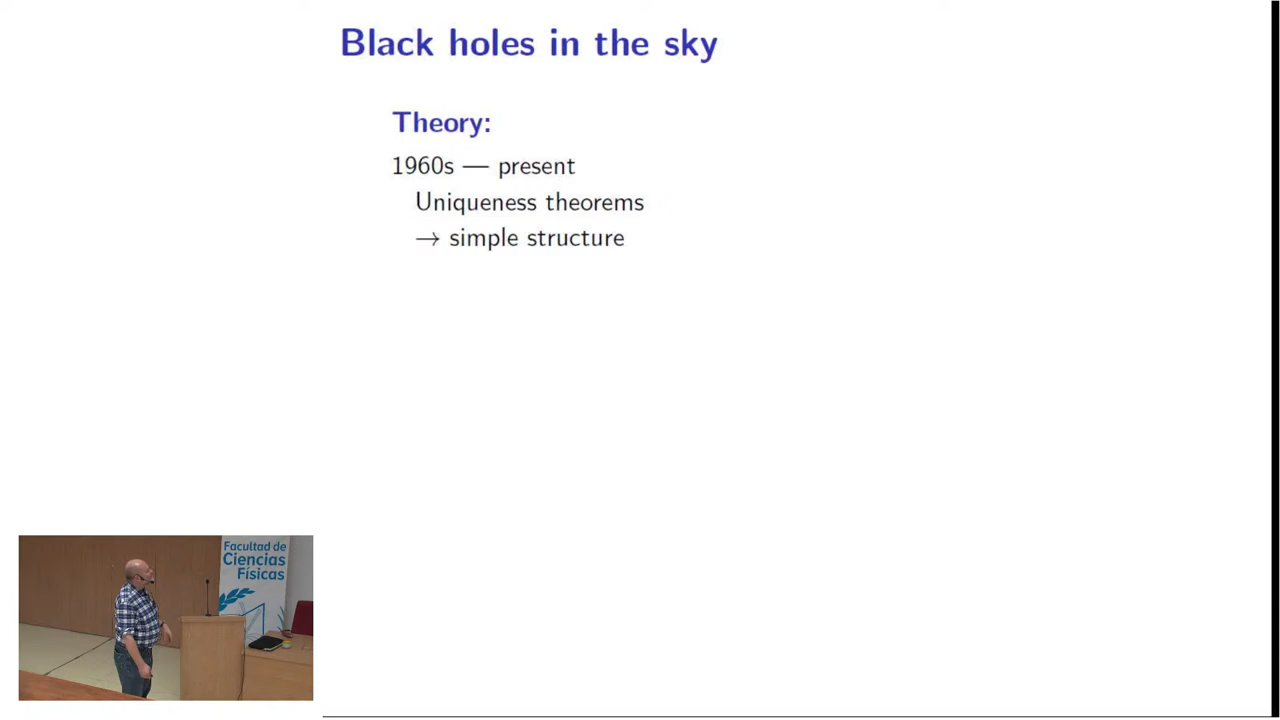 Black holes in the sky
Theory:
1960s — present
Uniqueness theorems
→ simple structure
Facultad de
Ciencias
Físicas